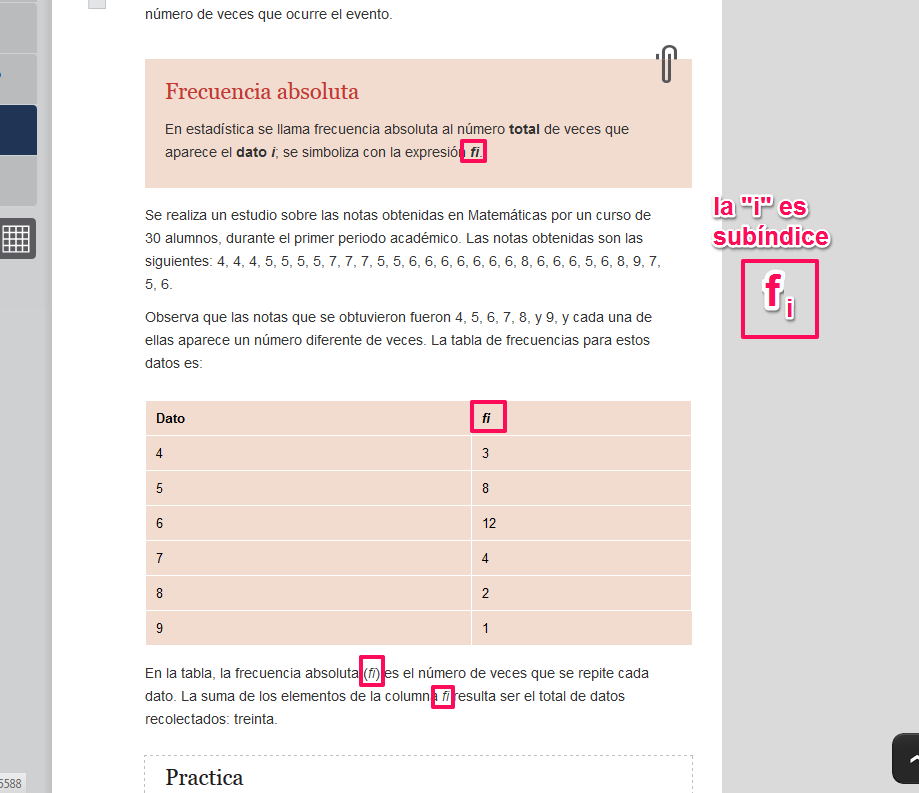 número de veces que ocurre el evento.
Frecuencia absoluta
En estadística se llama frecuencia absoluta al número total de veces que
aparece el dato i; se simboliza con la expresión fi.
la "i" es
subíndice
fi
Se realiza un estudio sobre las notas obtenidas en Matemáticas por un curso de
30 alumnos, durante el primer periodo académico. Las notas obtenidas son las
siguientes: 4, 4, 4, 5, 5, 5, 5, 7, 7, 7, 5, 5, 6, 6, 6, 6, 6, 6, 6, 8, 6, 6, 6, 5, 6, 8, 9, 7,
5, 6.
Observa que las notas que se obtuvieron fueron 4, 5, 6, 7, 8, y 9, y cada una de
ellas aparece un número diferente de veces. La tabla de frecuencias para estos
datos es:
Dato fi
4 3
5 8
6 12
7 4
8 2
9 1
En la tabla, la frecuencia absoluta (fi) es el número de veces que se repite cada
dato. La suma de los elementos de la columna fi resulta ser el total de datos
recolectados: treinta.
Practica
5588